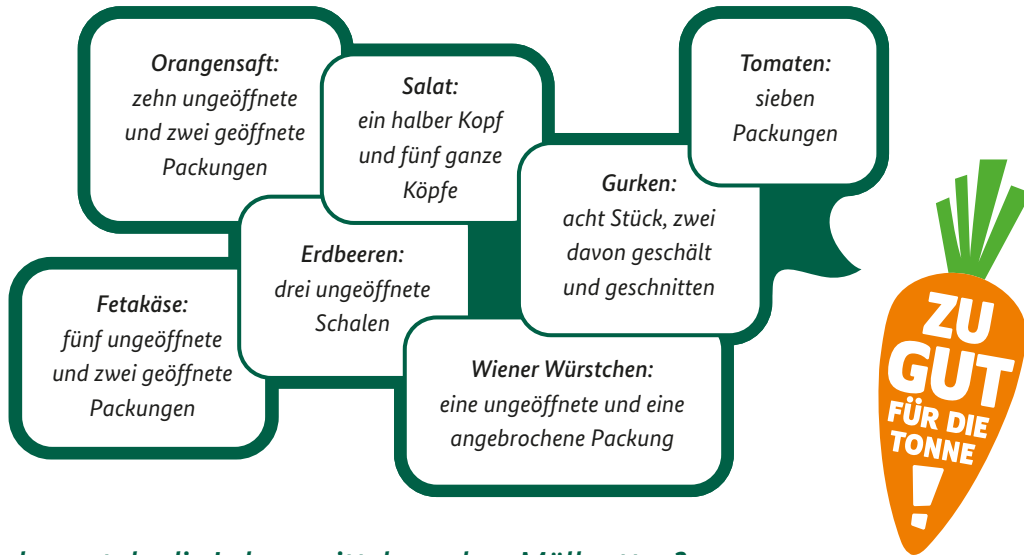 Orangensaft:
zehn ungeöffnete
und zwei geöffnete
Packungen
Salat:
ein halber Kopf
und fünf ganze
Köpfe
Tomaten:
sieben
Packungen
Gurken:
acht Stück, zwei
davon geschält
und geschnitten
Erdbeeren:
drei ungeöffnete
Schalen
Fetakäse:
fünf ungeöffnete
und zwei geöffnete
Packungen
Wiener Würstchen:
eine ungeöffnete und eine
angebrochene Packung
ZU
GUT
FÜR DIE
TONNE
!